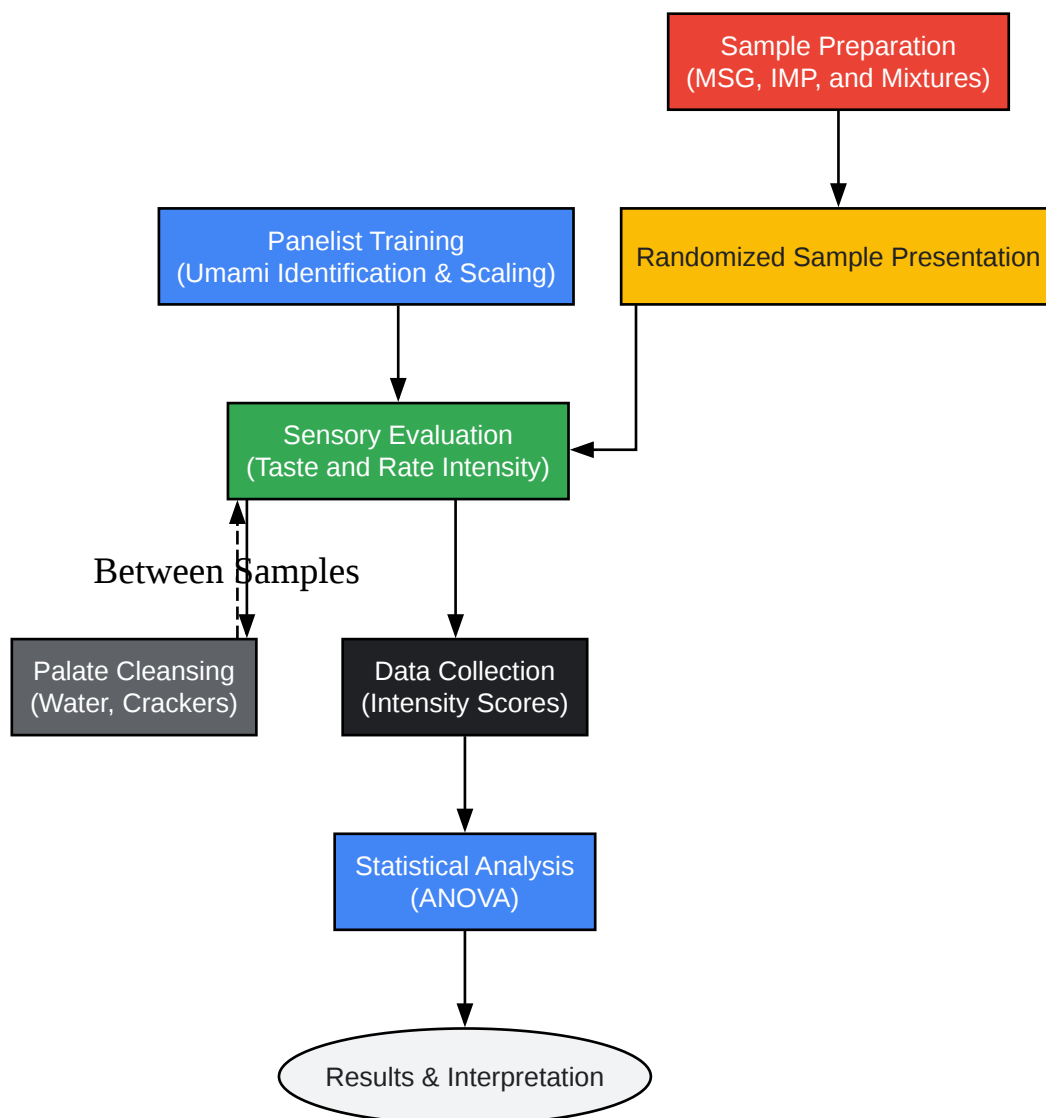 Sample Preparation
(MSG, IMP, and Mixtures)
Panelist Training
(Umami Identification & Scaling)
Randomized Sample Presentation
Sensory Evaluation
(Taste and Rate Intensity)
Between Samples
Palate Cleansing
(Water, Crackers)
Data Collection
(Intensity Scores)
Statistical Analysis
(ANOVA)
Results & Interpretation